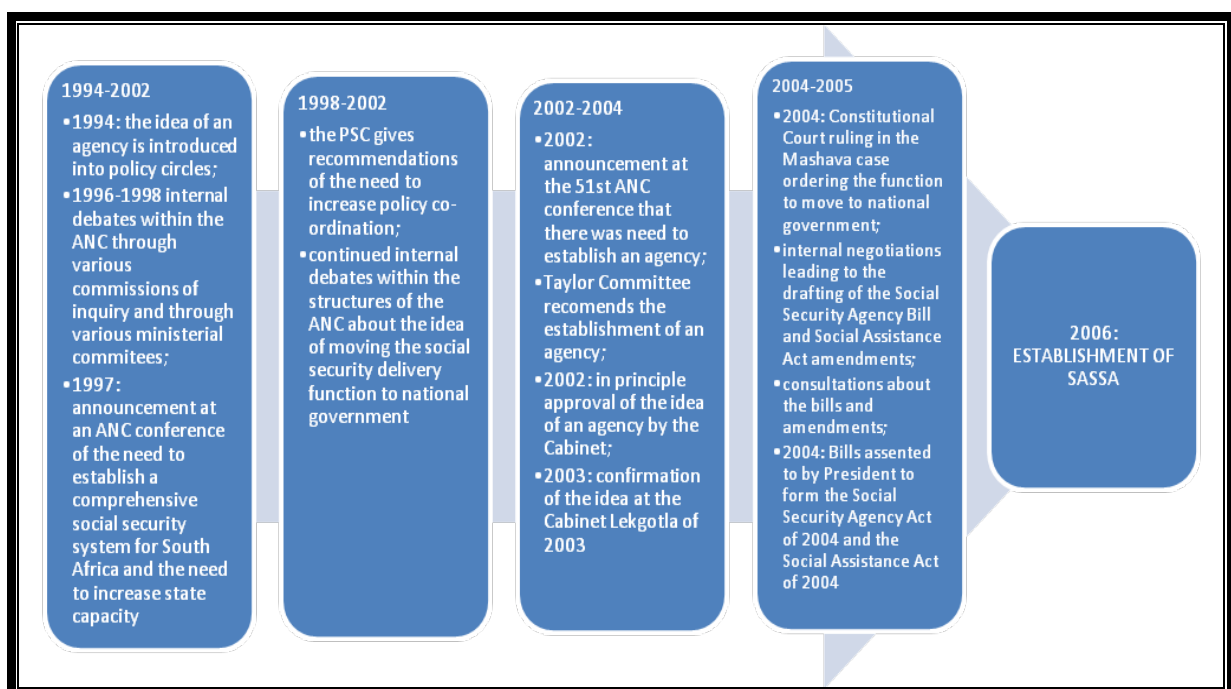 1994-2002
•1994: the idea of an
agency is introduced
into policy circles;
•1996-1998 internal
debates within the
ANC through
various
commissions of
inquiry and through
various ministerial
commitees;
•1997:
announcement at
an ANC conference
of the need to
establish a
comprehensive
social security
system for South
Africa and the need
to increase state
capacity
1998-2002
•the PSC gives
recommendations
of the need to
increase policy co-
ordination;
•continued internal
debates within the
structures of the
ANC about the idea
of moving the social
security delivery
function to national
government
2002-2004
•2002:
announcement at
the 51st ANC
conference that
there was need to
establish an agency;
•Taylor Committee
recomends the
establishment of an
agency;
•2002: in principle
approval of the idea
of an agency by the
Cabinet;
•2003: confirmation
of the idea at the
Cabinet Lekgotla of
2003
2004-2005
•2004: Constitutional
Court ruling in the
Mashava case
ordering the function
to move to national
government;
•internal negotiations
leading to the
drafting of the Social
Security Agency Bill
and Social Assistance
Act amendments;
•consultations about
the bills and
amendments;
•2004: Bills assented
to by President to
form the Social
Security Agency Act
of 2004 and the
Social Assistance Act
of 2004
2006:
ESTABLISHMENT OF
SASSA